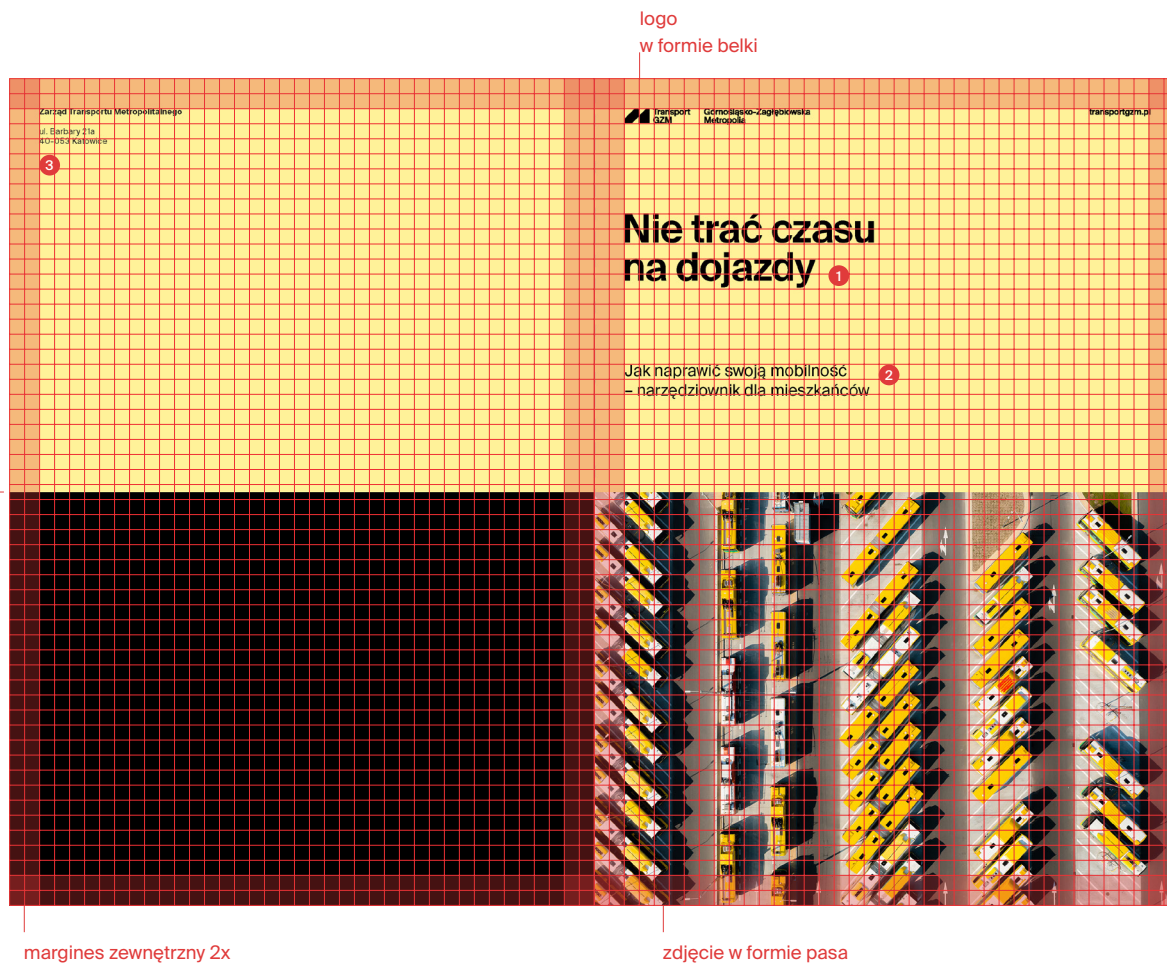 logo
w formie belki
Zarząd Transportu Metropolitalnego
ul. Barbary 21a
40-053 Katowice
3
Transport
GZM
Górnośląsko-Zagłębiowska
Metropolia
transportgzm.pl
Nie trać czasu
na dojazdy
1
Jak naprawić swoją mobilność
– narzędziownik dla mieszkańców
2
margines zewnętrzny 2x
zdjęcie w formie pasa